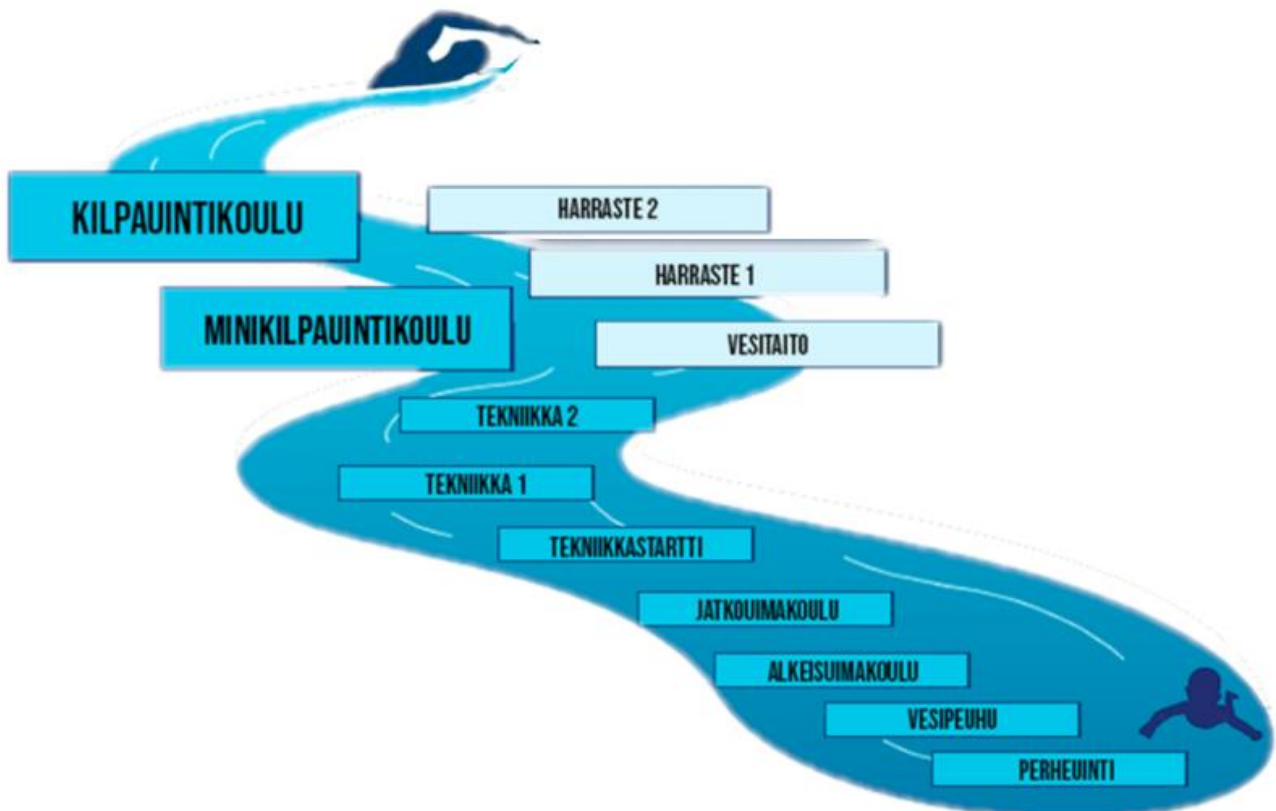 KILPAUINTIKOULU
HARRASTE 2
HARRASTE 1
MINIKILPAUINTIKOULU
VESITAITO
TEKNIIKKA 2
TEKNIIKKA 1
TEKNIIKKASTARTTI
JATKOUIMAKOULU
ALKEISUIMAKOULU
VESIPEUHU
PERHEUINTI